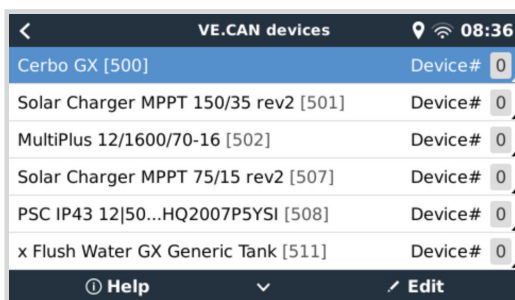 VE.CAN devices 08:36
Cerbo GX [500] Device# 0
Solar Charger MPPT 150/35 rev2 [501] Device# 0
MultiPlus 12/1600/70-16 [502] Device# 0
Solar Charger MPPT 75/15 rev2 [507] Device# 0
PSC IP43 12|50...HQ2007P5YSI [508] Device# 0
x Flush Water GX Generic Tank [511] Device# 0
Help Edit